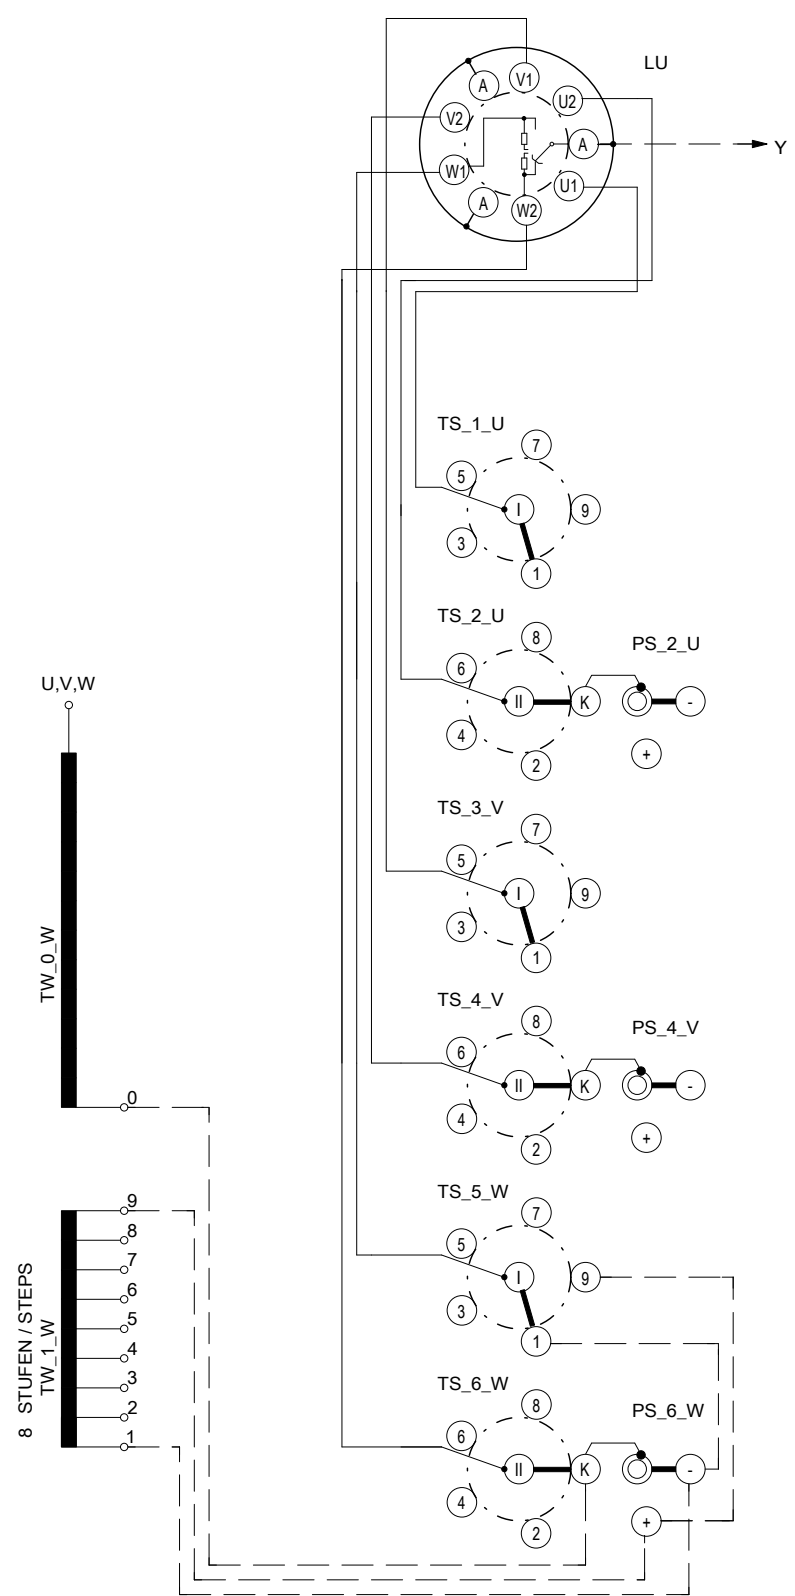 LU
V1
A
U2
V2
A
Y
W1
U1
A
W2
TS_1_U
7
5
9
I
3
1
TS_2_U
8
PS_2_U
6
II
K
-
4
+
2
U,V,W
TS_3_V
7
5
9
I
3
1
TW_0_W
TS_4_V
8
PS_4_V
6
II
K
-
4
+
2
0
TS_5_W
7
5
9
I
3
1
9
8
7
6
5
4
3
2
1
8 STUFEN / STEPS
TW_1_W
TS_6_W
8
PS_6_W
6
II
K
-
4
+
2